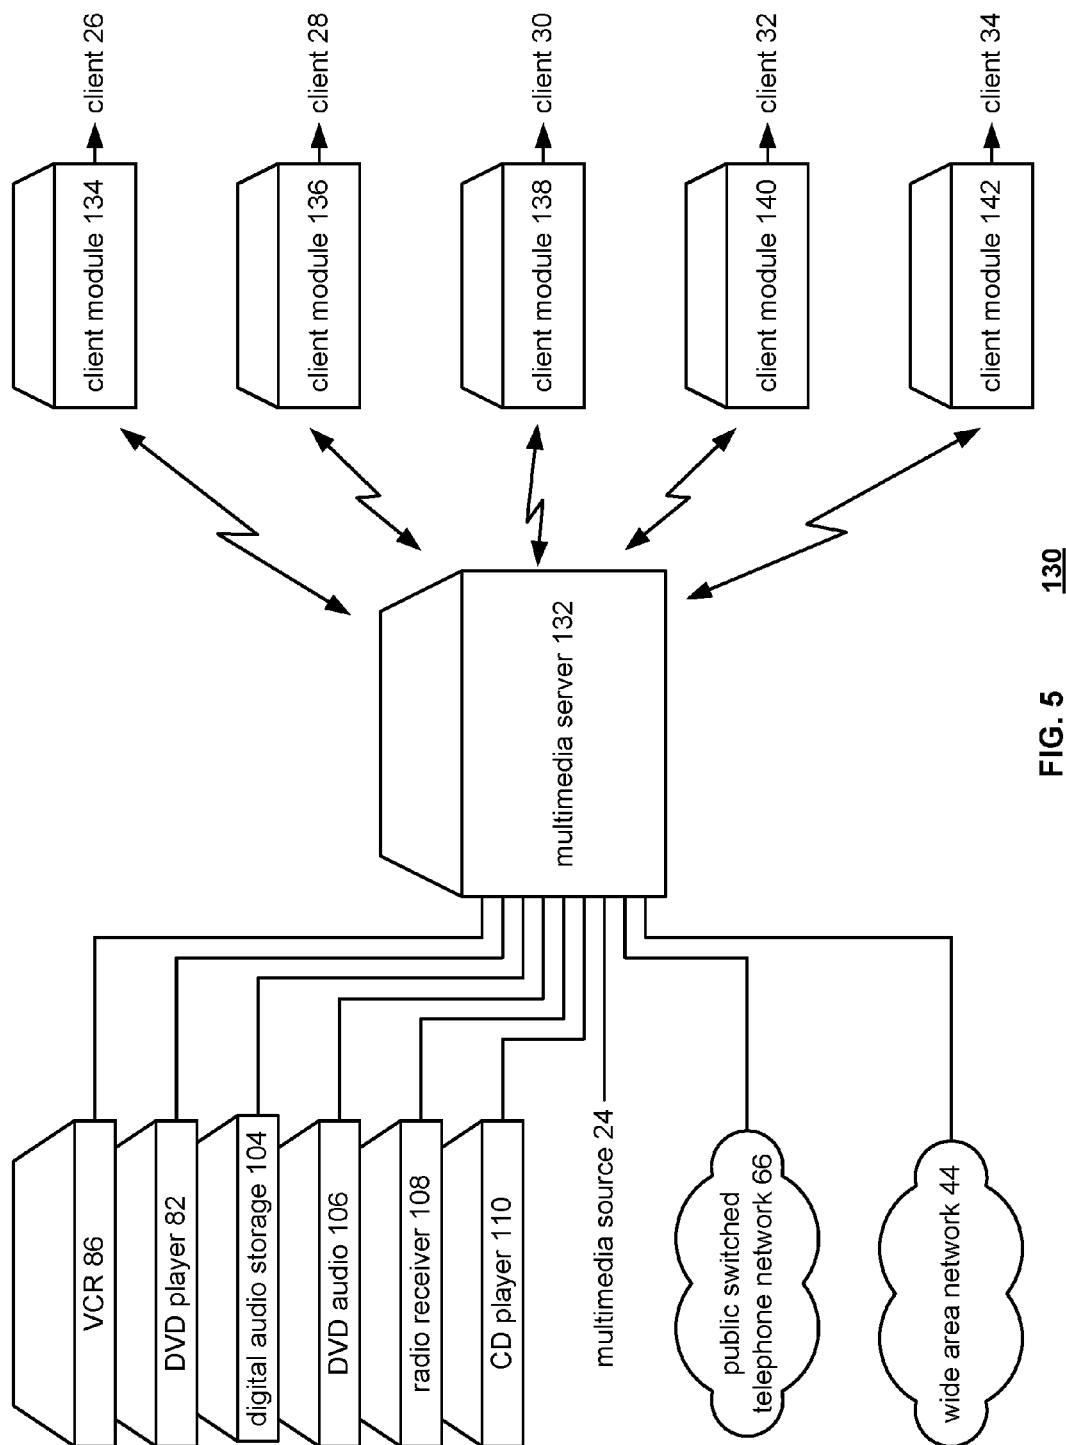 VCR 86
DVD player 82
digital audio storage 104
DVD audio 106
radio receiver 108
CD player 110
multimedia source 24
public switched
telephone network 66
wide area network 44
multimedia server 132
client module 134
client 26
client module 136
client 28
client module 138
client 30
client module 140
client 32
client module 142
client 34
FIG. 5
130